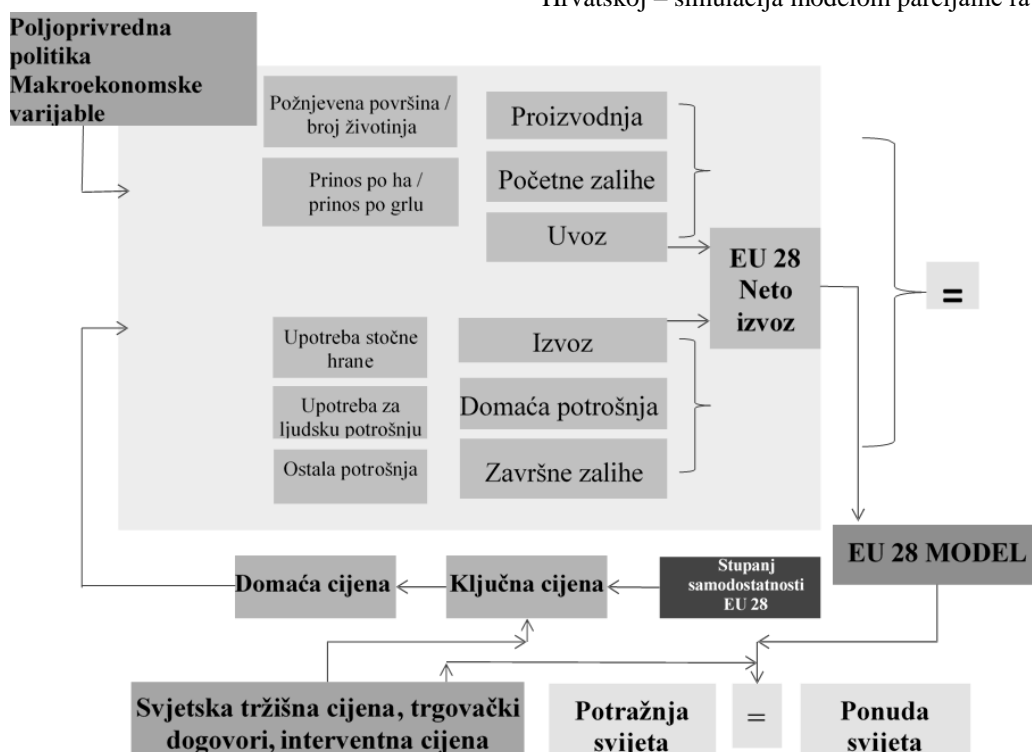 Hrvatskoj – simulacija modelom parcijalne
Poljoprivredna
politika
Makroekonomske
varijable
Požnjevena površina /
broj životinja
Proizvodnja
Prinos po ha /
prinos po grlu
Početne zalihe
Uvoz
EU 28
Neto
izvoz
=
Upotreba stočne
hrane
Izvoz
Upotreba za
ljudsku potrošnju
Domaća potrošnja
Ostala potrošnja
Završne zalihe
EU 28 MODEL
Domaća cijena
Ključna cijena
Stupanj
samodostatnosti
EU 28
Svjetska tržišna cijena, trgovački
dogovori, interventna cijena
Potražnja
svijeta
=
Ponuda
svijeta